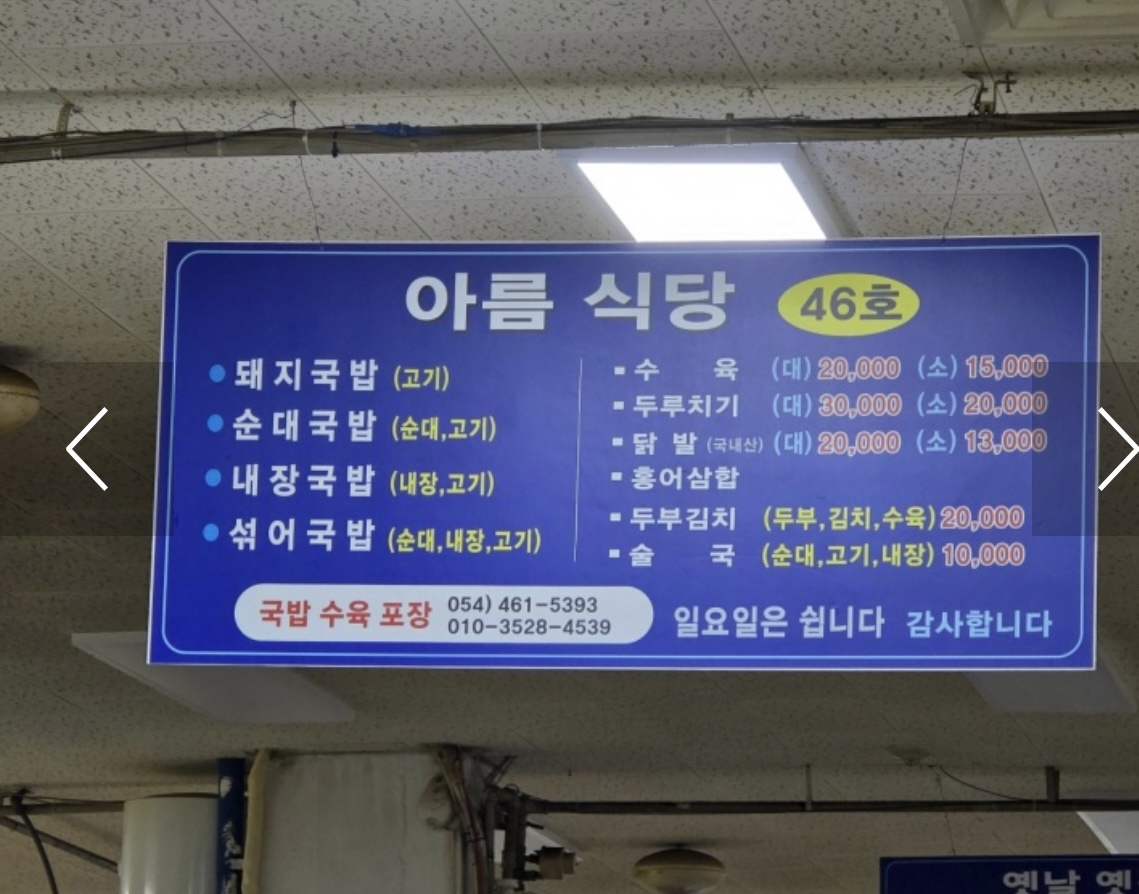 아름 식당 46호
돼지국밥 (고기)
순대국밥 (순대,고기)
내장국밥 (내장,고기)
섞어국밥 (순대,내장,고기)
수 육 (대) 20,000 (소) 15,000
두루치기 (대) 30,000 (소) 20,000
닭 발 (국내산) (대) 20,000 (소) 13,000
홍어삼합
두부김치 (두부,김치,수육) 20,000
술 국 (순대,고기,내장) 10,000
국밥 수육 포장
054) 461-5393
010-3528-4539
일요일은 쉽니다 감사합니다
옛날